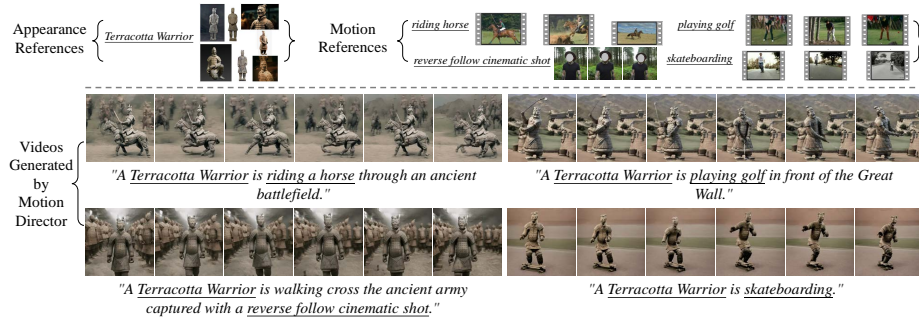 Appearance
References
Terracotta Warrior
Motion
References
riding horse
reverse follow cinematic shot
playing golf
skateboarding
Videos
Generated
by
Motion
Director
"A Terracotta Warrior is riding a horse through an ancient
battlefield."
"A Terracotta Warrior is playing golf in front of the Great
Wall."
"A Terracotta Warrior is walking cross the ancient army
captured with a reverse follow cinematic shot."
"A Terracotta Warrior is skateboarding."